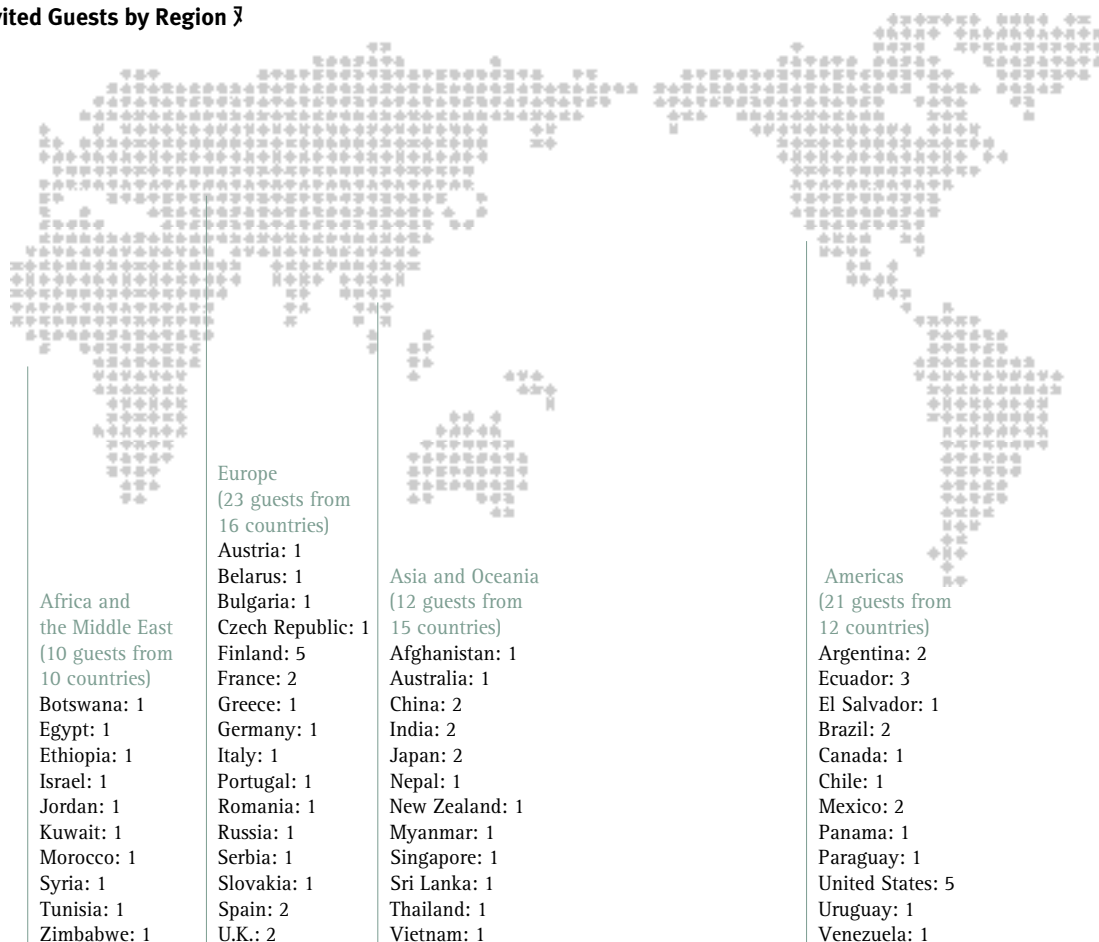 vited Guests by Region
Europe
(23 guests from
16 countries)
Austria: 1
Belarus: 1
Bulgaria: 1
Czech Republic: 1
Finland: 5
France: 2
Greece: 1
Germany: 1
Italy: 1
Portugal: 1
Romania: 1
Russia: 1
Serbia: 1
Slovakia: 1
Spain: 2
U.K.: 2
Africa and
the Middle East
(10 guests from
10 countries)
Botswana: 1
Egypt: 1
Ethiopia: 1
Israel: 1
Jordan: 1
Kuwait: 1
Morocco: 1
Syria: 1
Tunisia: 1
Zimbabwe: 1
Asia and Oceania
(12 guests from
15 countries)
Afghanistan: 1
Australia: 1
China: 2
India: 2
Japan: 2
Nepal: 1
New Zealand: 1
Myanmar: 1
Singapore: 1
Sri Lanka: 1
Thailand: 1
Vietnam: 1
Americas
(21 guests from
12 countries)
Argentina: 2
Ecuador: 3
El Salvador: 1
Brazil: 2
Canada: 1
Chile: 1
Mexico: 2
Panama: 1
Paraguay: 1
United States: 5
Uruguay: 1
Venezuela: 1